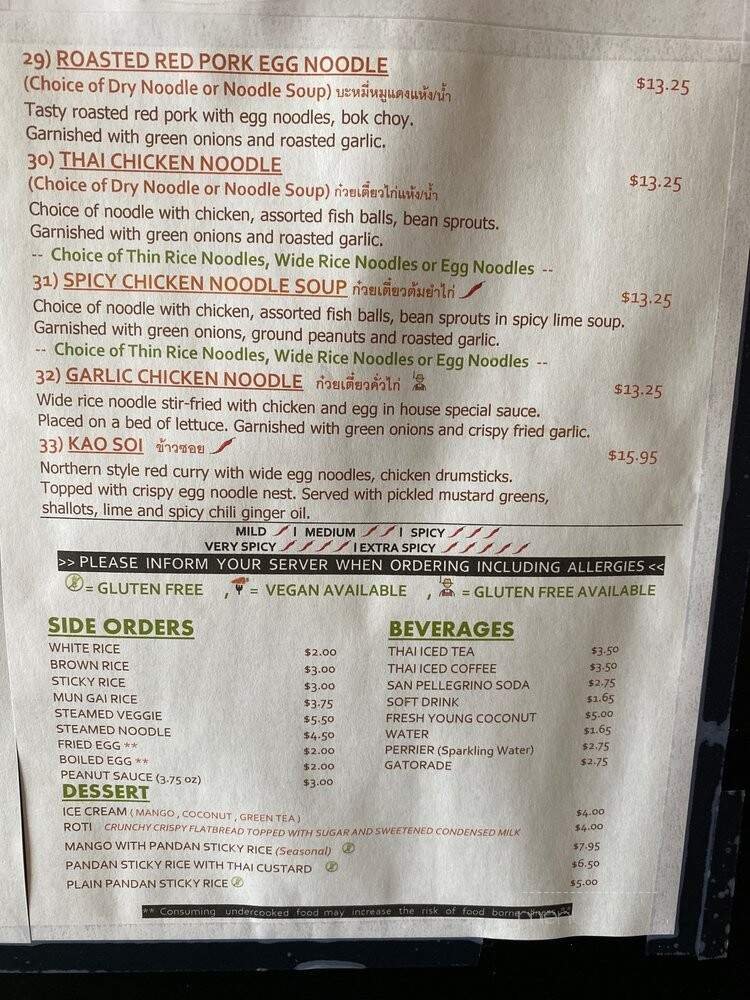 29) ROASTED RED PORK EGG NOODLE
(Choice of Dry Noodle or Noodle Soup) บะหมี่หมูแดงแห้ง/น้ำ $13.25
Tasty roasted red pork with egg noodles, bok choy.
Garnished with green onions and roasted garlic.
30) THAI CHICKEN NOODLE
(Choice of Dry Noodle or Noodle Soup) ก๋วยเตี๋ยวไก่แห้ง/น้ำ $13.25
Choice of noodle with chicken, assorted fish balls, bean sprouts.
Garnished with green onions and roasted garlic.
-- Choice of Thin Rice Noodles, Wide Rice Noodles or Egg Noodles --
31) SPICY CHICKEN NOODLE SOUP ก๋วยเตี๋ยวต้มยำไก่ $13.25
Choice of noodle with chicken, assorted fish balls, bean sprouts in spicy lime soup.
Garnished with green onions, ground peanuts and roasted garlic.
-- Choice of Thin Rice Noodles, Wide Rice Noodles or Egg Noodles --
32) GARLIC CHICKEN NOODLE ก๋วยเตี๋ยวคั่วไก่ $13.25
Wide rice noodle stir-fried with chicken and egg in house special sauce.
Placed on a bed of lettuce. Garnished with green onions and crispy fried garlic.
33) KAO SOI ข้าวซอย $15.95
Northern style red curry with wide egg noodles, chicken drumsticks.
Topped with crispy egg noodle nest. Served with pickled mustard greens,
shallots, lime and spicy chili ginger oil.
MILD | MEDIUM | SPICY
VERY SPICY | EXTRA SPICY
>> PLEASE INFORM YOUR SERVER WHEN ORDERING INCLUDING ALLERGIES <<
= GLUTEN FREE , = VEGAN AVAILABLE , = GLUTEN FREE AVAILABLE
SIDE ORDERS
WHITE RICE $2.00
BROWN RICE $3.00
STICKY RICE $3.00
MUN GAI RICE $3.75
STEAMED VEGGIE $5.50
STEAMED NOODLE $4.50
FRIED EGG ** $2.00
BOILED EGG ** $2.00
PEANUT SAUCE (3.75 oz) $3.00
BEVERAGES
THAI ICED TEA $3.50
THAI ICED COFFEE $3.50
SAN PELLEGRINO SODA $2.75
SOFT DRINK $1.65
FRESH YOUNG COCONUT $5.00
WATER $1.65
PERRIER (Sparkling Water) $2.75
GATORADE $2.75
DESSERT
ICE CREAM ( MANGO , COCONUT , GREEN TEA ) $4.00
ROTI CRUNCHY CRISPY FLATBREAD TOPPED WITH SUGAR AND SWEETENED CONDENSED MILK $4.00
MANGO WITH PANDAN STICKY RICE (Seasonal) $7.95
PANDAN STICKY RICE WITH THAI CUSTARD $6.50
PLAIN PANDAN STICKY RICE $5.00
** Consuming undercooked food may increase the risk of food borne